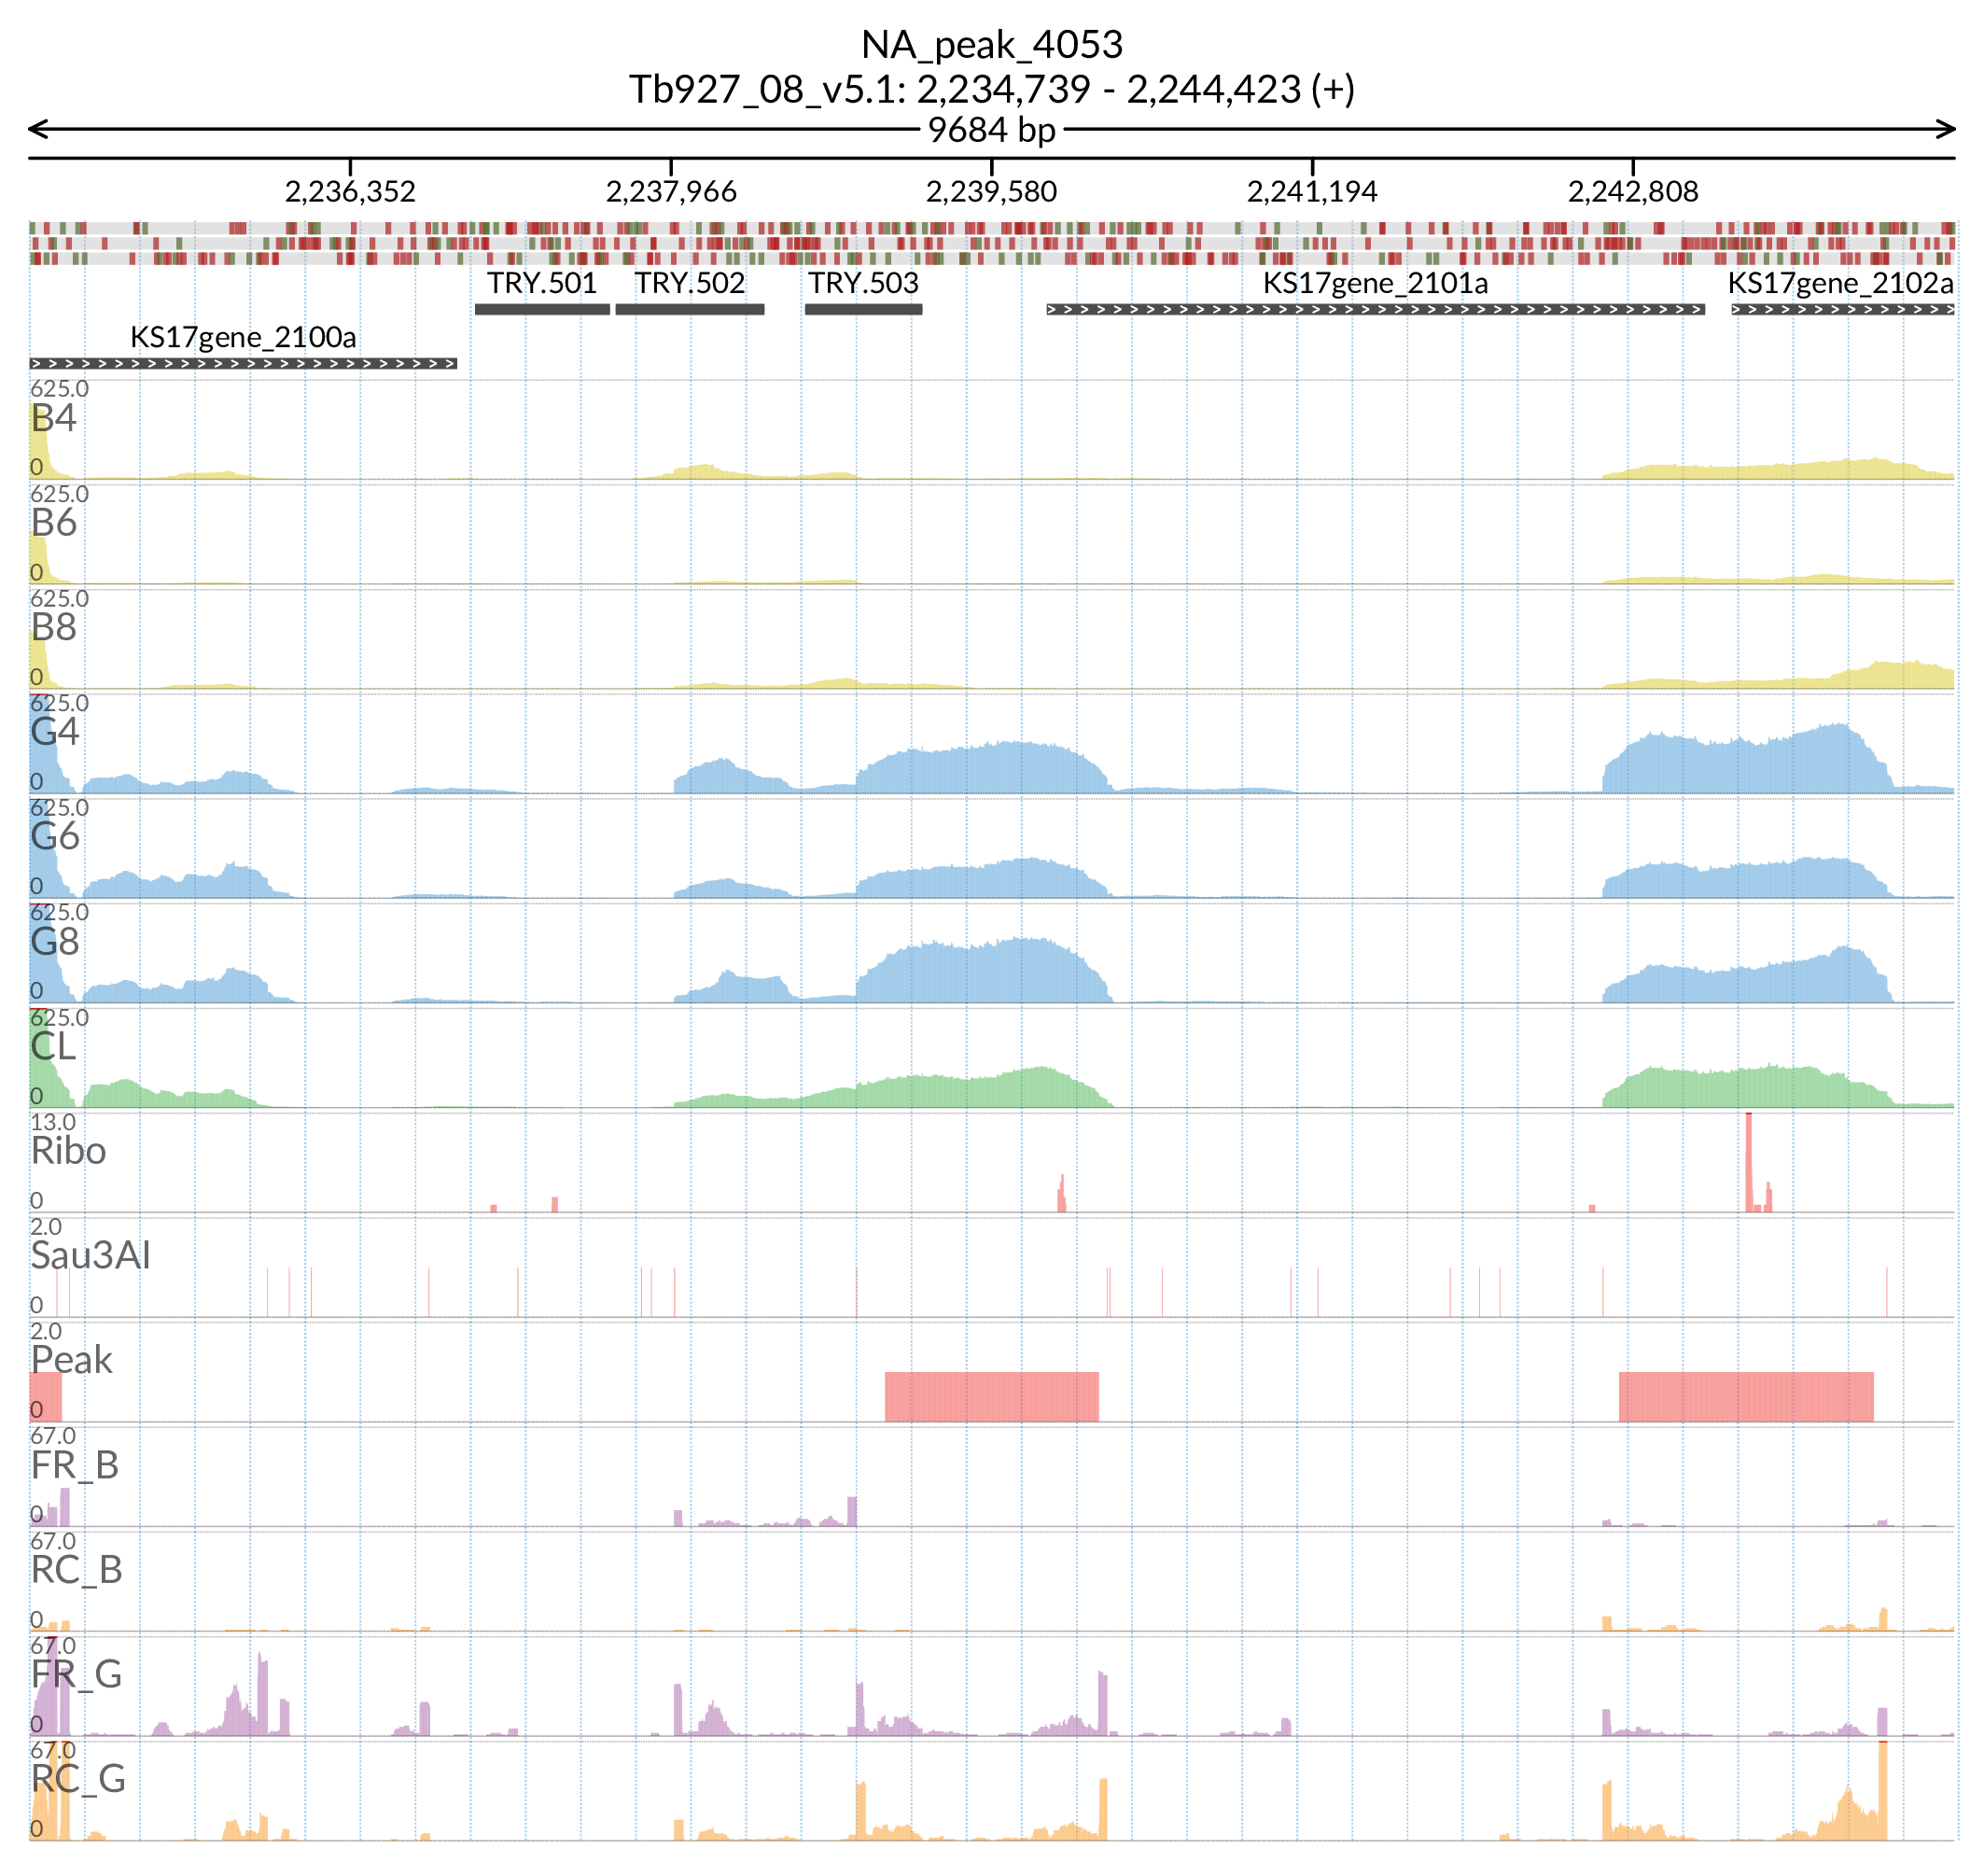 NA_peak_4053
Tb927_08_v5.1: 2,234,739 - 2,244,423 (+)
9684 bp
2,236,352 2,237,966 2,239,580 2,241,194 2,242,808
TRY.501 TRY.502 TRY.503 KS17gene_2101a KS17gene_2102a
KS17gene_2100a
625.0
B4
0
625.0
B6
0
625.0
B8
0
625.0
G4
0
625.0
G6
0
625.0
G8
0
625.0
CL
0
13.0
Ribo
0
2.0
Sau3AI
0
2.0
Peak
0
67.0
FR_B
0
67.0
RC_B
0
67.0
FR_G
0
67.0
RC_G
0